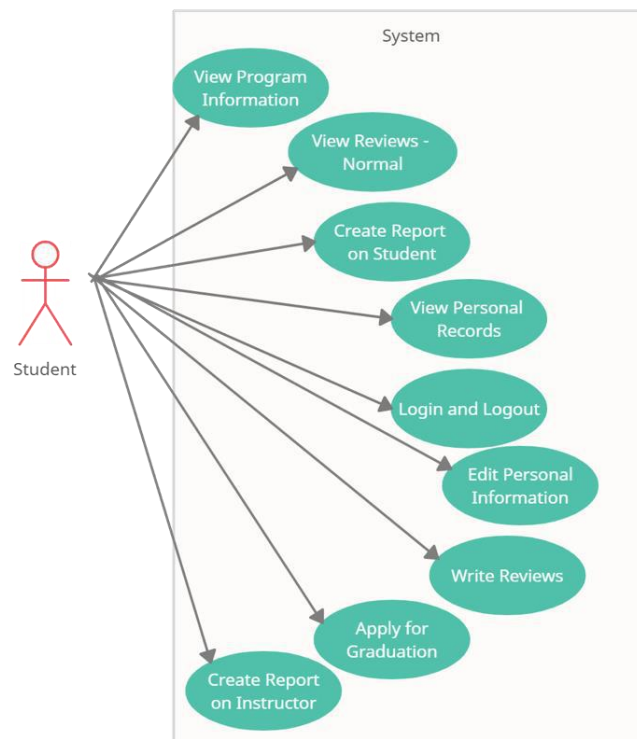 System
View Program
Information
View Reviews -
Normal
Create Report
on Student
View Personal
Records
Student
Login and Logout
Edit Personal
Information
Write Reviews
Apply for
Graduation
Create Report
on Instructor